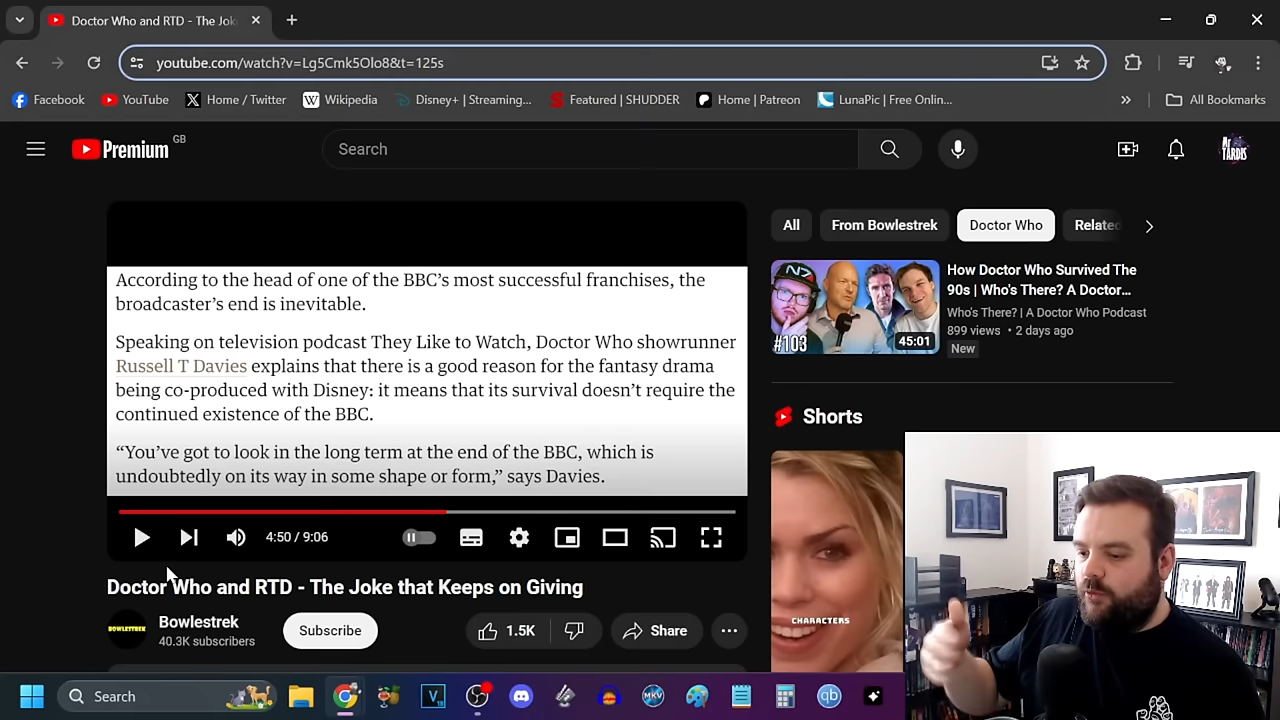 Doctor Who and RTD - The Jok
youtube.com/watch?v=Lg5Cmk5Olo8&t=125s
Facebook
YouTube
Home / Twitter
Wikipedia
Disney+ | Streaming...
Featured | SHUDDER
Home | Patreon
LunaPic | Free Onlin...
»
All Bookmarks
Premium GB
Search
Mr TARDIS
According to the head of one of the BBC’s most successful franchises, the
broadcaster’s end is inevitable.
Speaking on television podcast They Like to Watch, Doctor Who showrunner
Russell T Davies explains that there is a good reason for the fantasy drama
being co-produced with Disney: it means that its survival doesn’t require the
continued existence of the BBC.
“You’ve got to look in the long term at the end of the BBC, which is
undoubtedly on its way in some shape or form,” says Davies.
4:50 / 9:06
Doctor Who and RTD - The Joke that Keeps on Giving
BOWLESTREK
Bowlestrek
40.3K subscribers
Subscribe
1.5K
Share
All
From Bowlestrek
Doctor Who
Related
N7
#103
45:01
How Doctor Who Survived The
90s | Who's There? A Doctor...
Who's There? | A Doctor Who Podcast
899 views • 2 days ago
New
Shorts
CHARACTERS
Search
V
19
MKV
qb